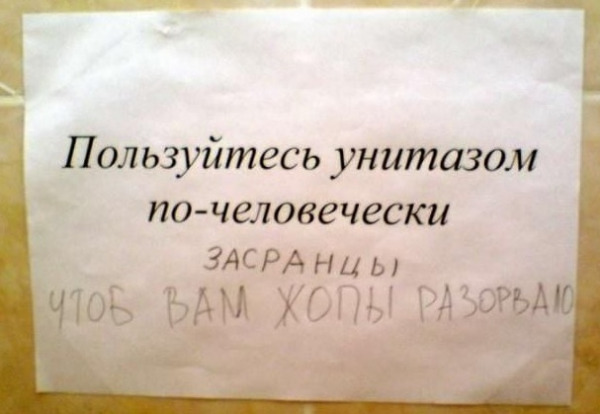 Пользуйтесь унитазом
по-человечески
ЗАСРАНЦЫ
ЧТОБ ВАМ ЖОПЫ РАЗОРВАЛО